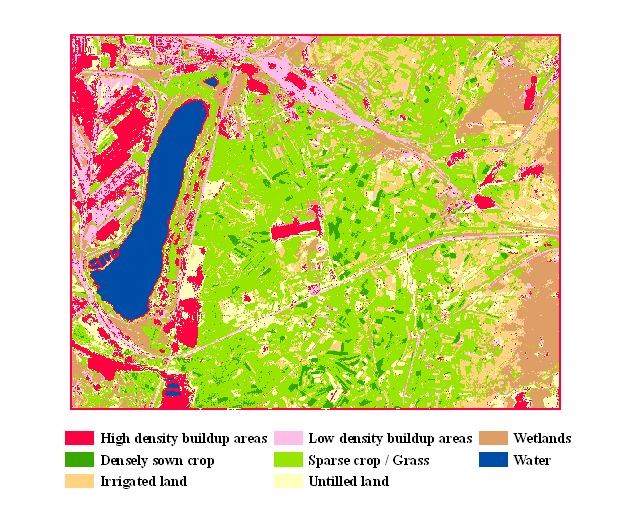 High density buildup areas Low density buildup areas Wetlands
Densely sown crop Sparse crop / Grass Water
Irrigated land Untilled land